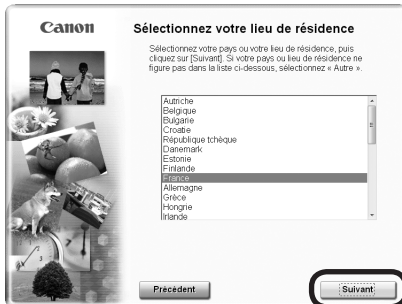 Canon
Sélectionnez votre lieu de résidence
Sélectionnez votre pays ou votre lieu de résidence, puis
cliquez sur [Suivant]. Si votre pays ou lieu de résidence ne
figure pas dans la liste ci-dessous, sélectionnez « Autre ».
Autriche
Belgique
Bulgarie
Croatie
République tchèque
Danemark
Estonie
Finlande
France
Allemagne
Grèce
Hongrie
Irlande
Précédent
Suivant